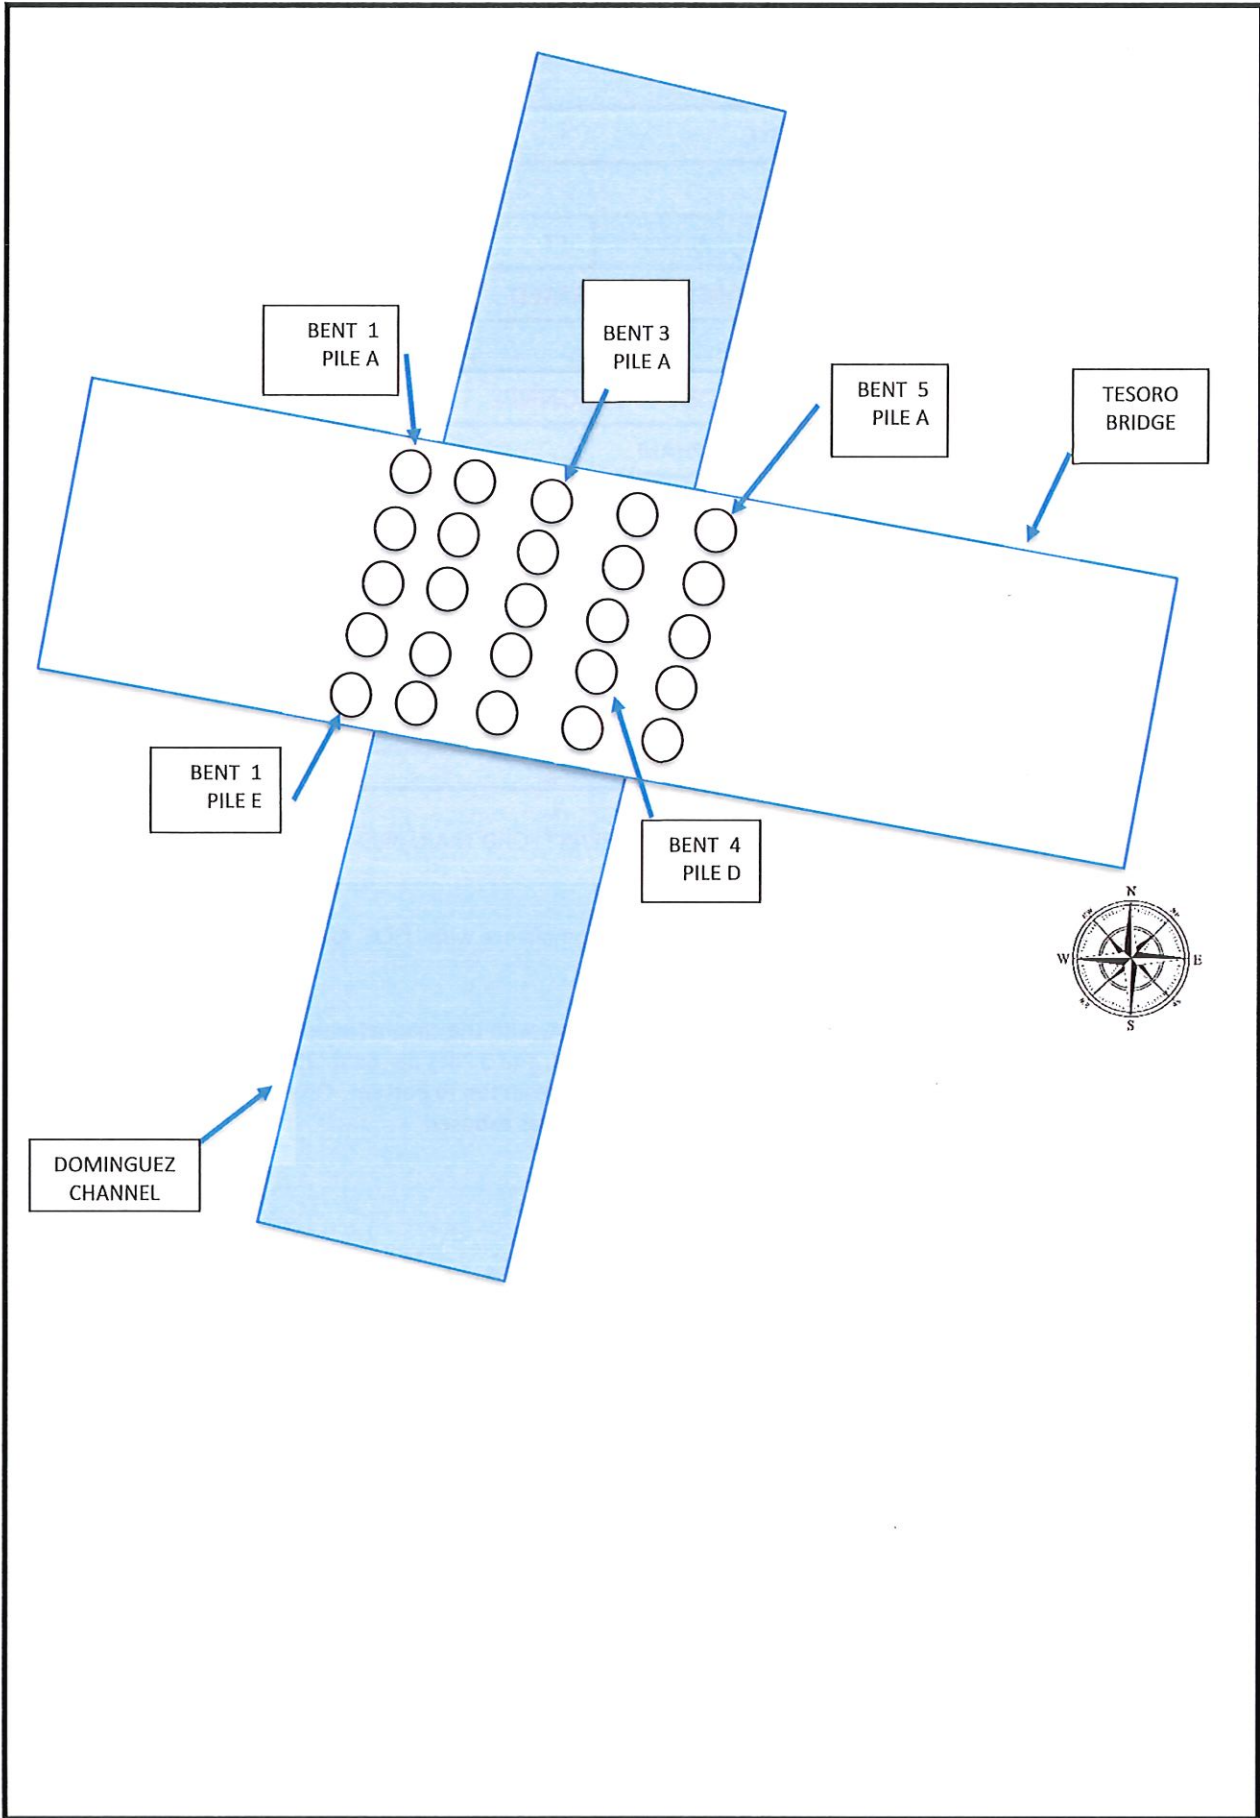 BENT 1
PILE A
BENT 3
PILE A
BENT 5
PILE A
TESORO
BRIDGE
BENT 1
PILE E
BENT 4
PILE D
N
W
E
S
DOMINGUEZ
CHANNEL